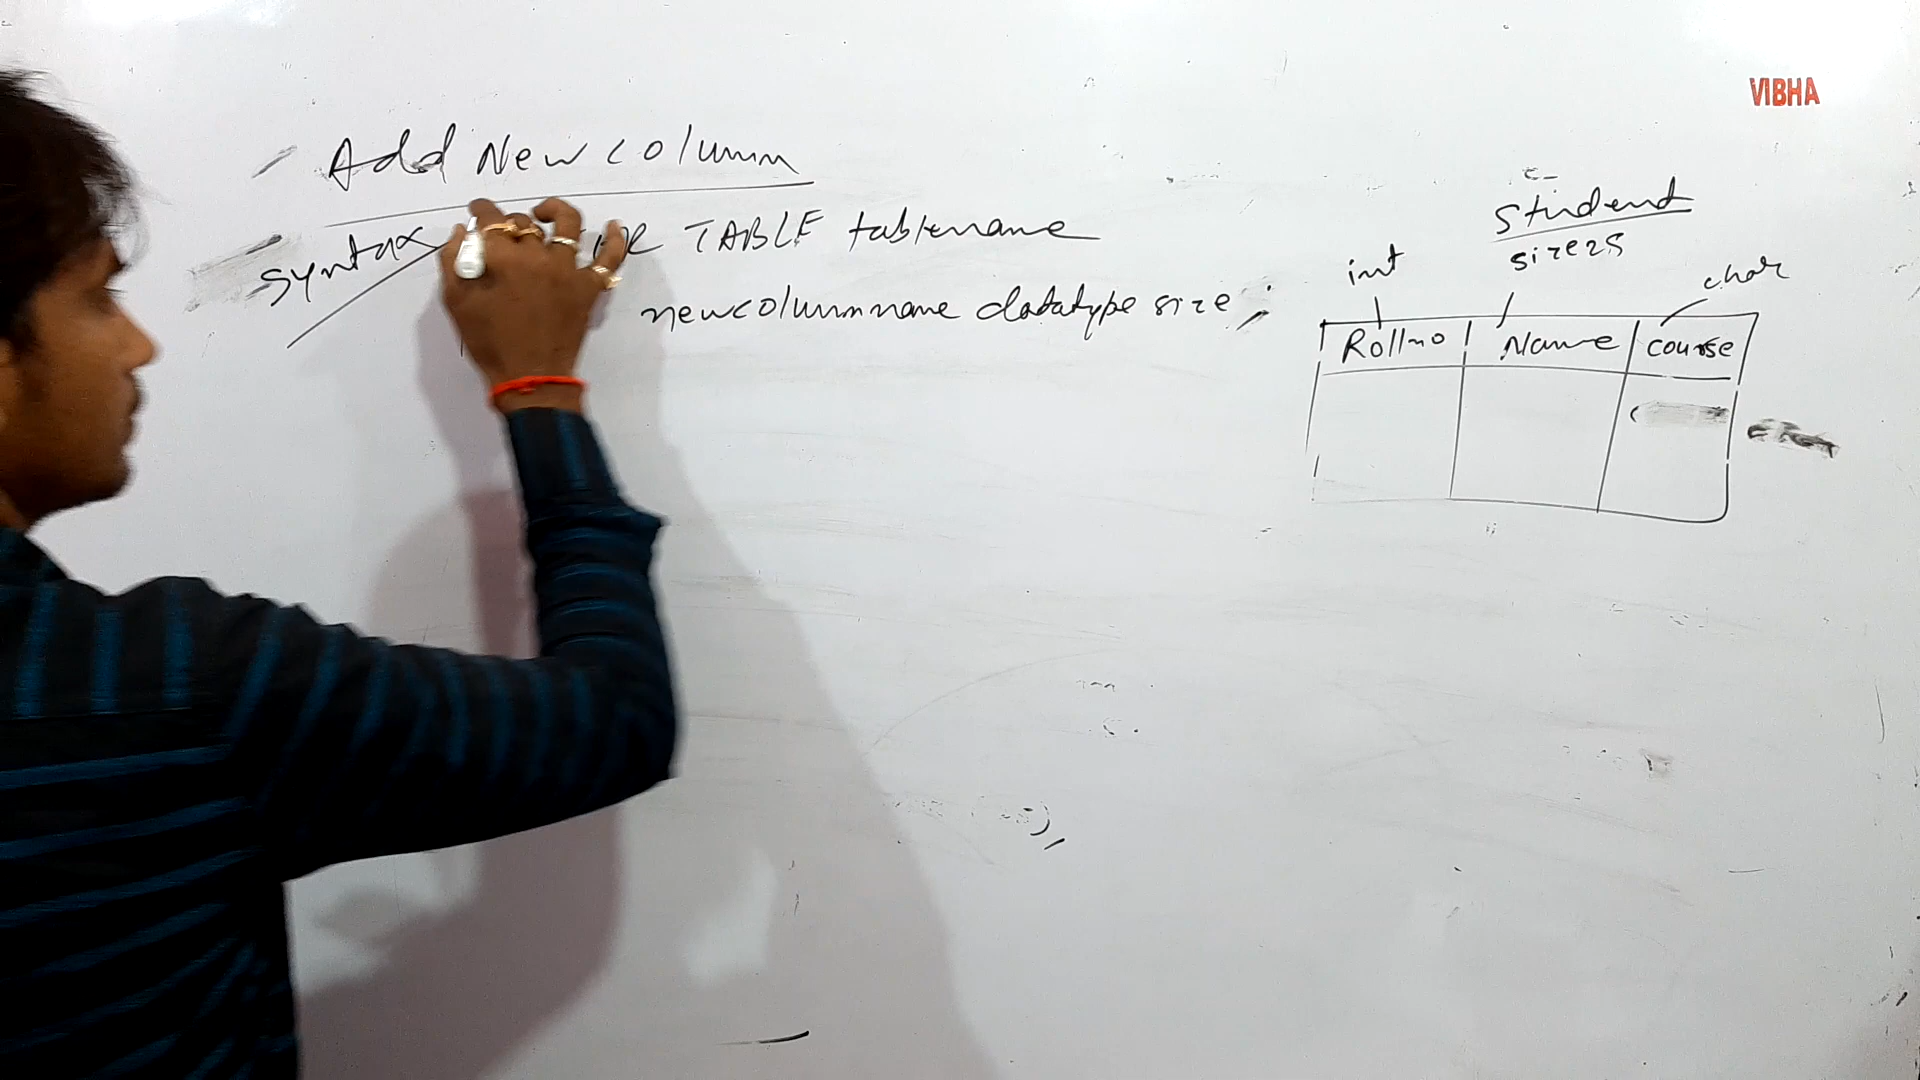 VIBHA
Add New column
Syntax TABLE tablename
newcolumnname datatype size ;
Student
size25
int
char
Rollno Name course